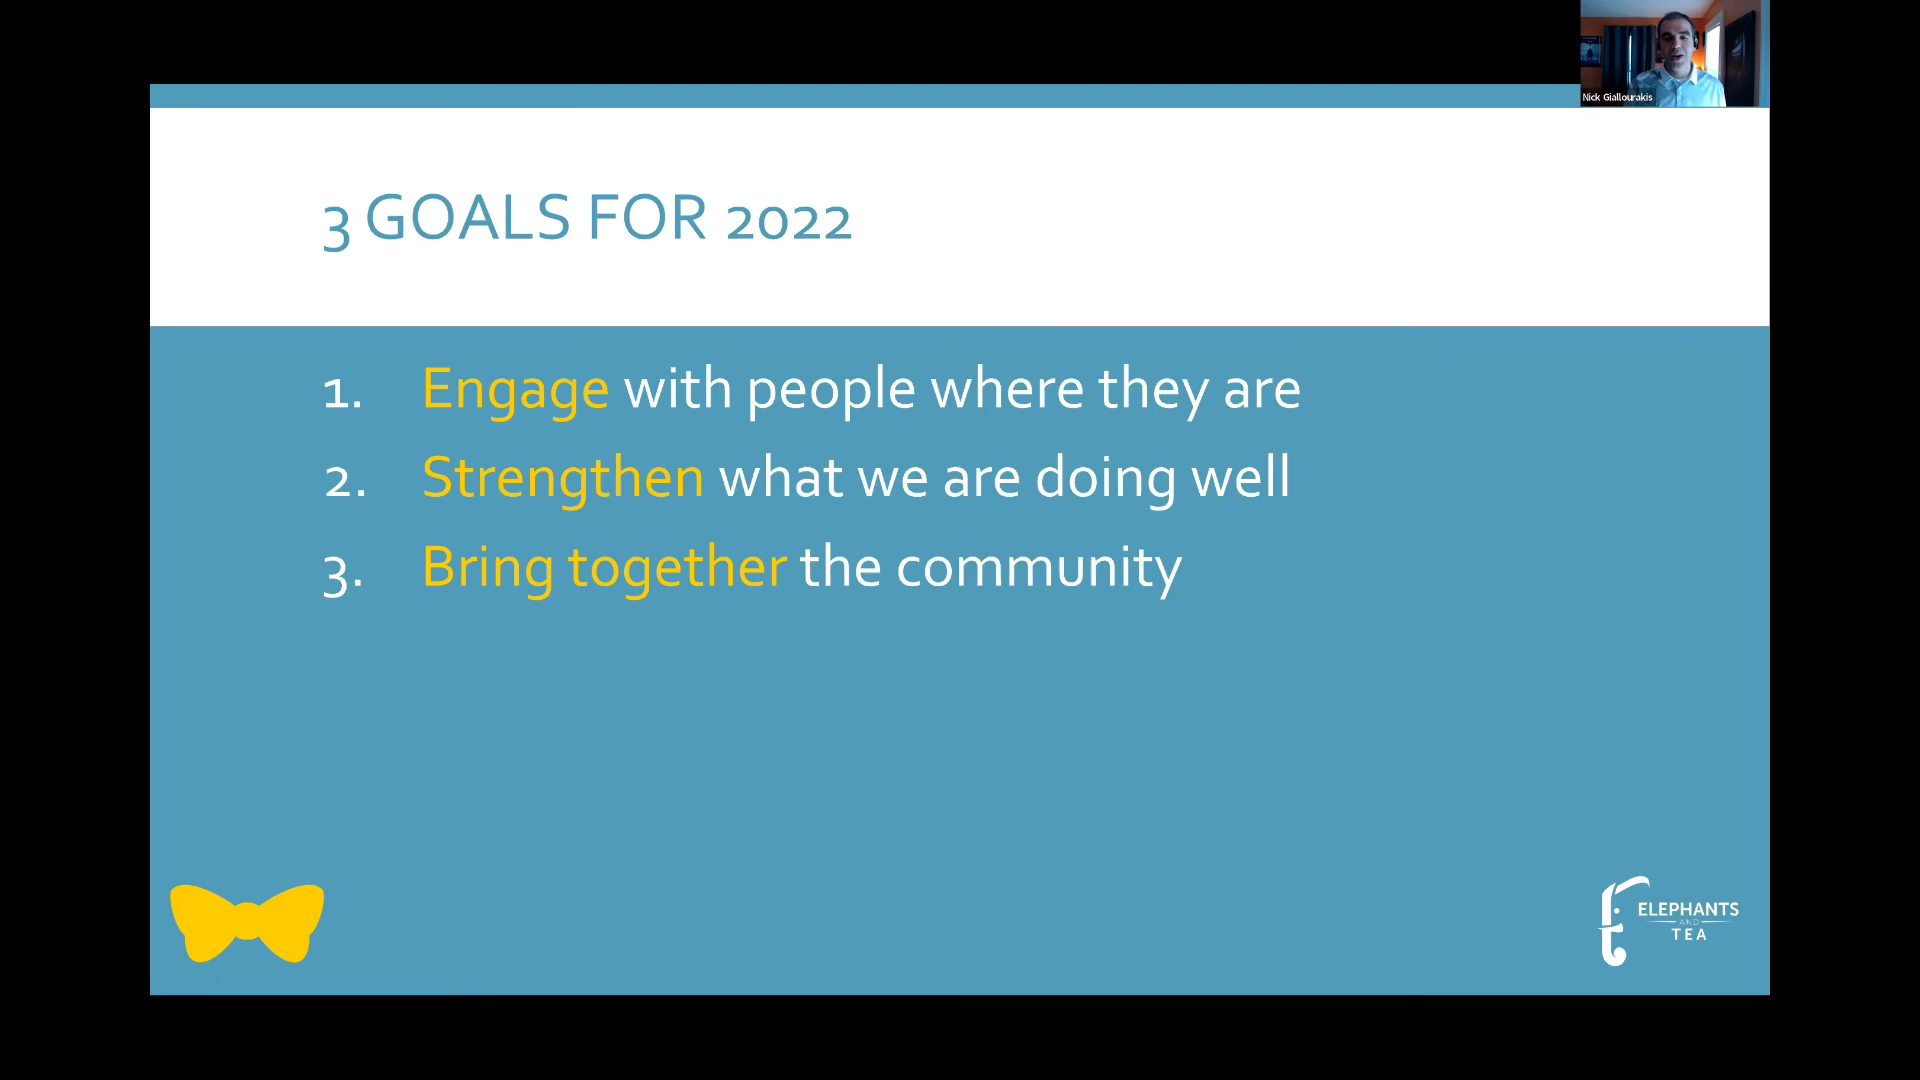 Nick Giallourakis
3 GOALS FOR 2022
1. Engage with people where they are
2. Strengthen what we are doing well
3. Bring together the community
ELEPHANTS
AND
TEA